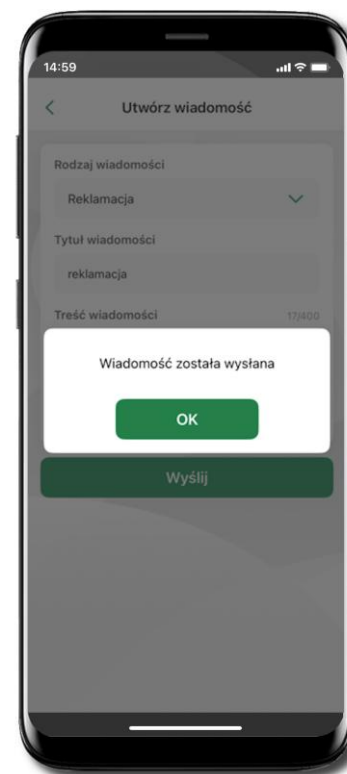 14:59
Utwórz wiadomość
Rodzaj wiadomości
Reklamacja
Tytuł wiadomości
reklamacja
Treść wiadomości 17/400
Wiadomość została wysłana
OK
Wyślij